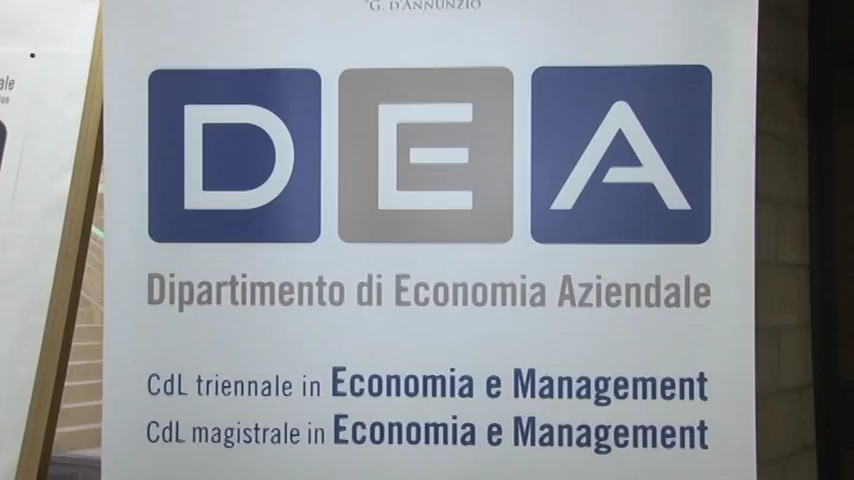 "G. D'ANNUNZIO
DEA
Dipartimento di Economia Aziendale
CdL triennale in Economia e Management
CdL magistrale in Economia e Management